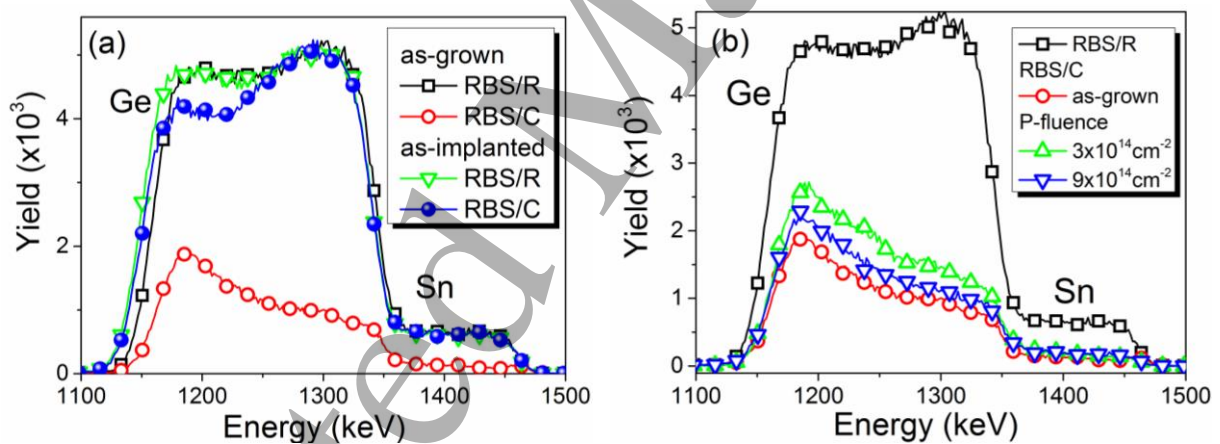 (a)
as-grown
RBS/R
RBS/C
as-implanted
RBS/R
RBS/C
Ge
Sn
Yield (x10³)
4
2
0
1100 1200 1300 1400 1500
Energy (keV)
(b)
RBS/R
RBS/C
as-grown
P-fluence
3x10¹⁴cm⁻²
9x10¹⁴cm⁻²
Ge
Sn
Yield (x10³)
5
4
3
2
1
0
1100 1200 1300 1400 1500
Energy (keV)